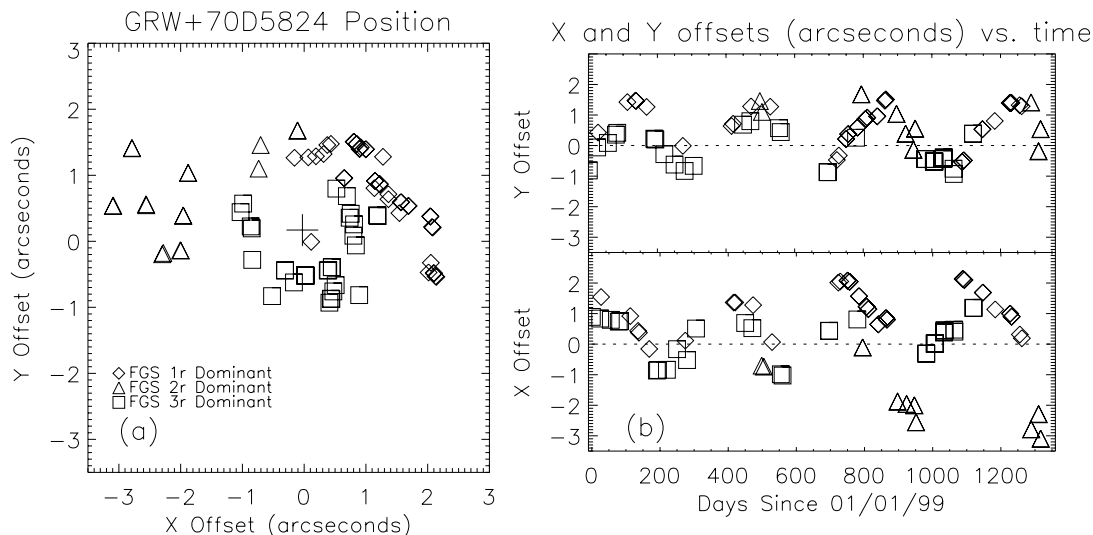 GRW+70D5824 Position
3
2
1
0
−1
−2
−3
Y Offset (arcseconds)
◇ FGS 1r Dominant
△ FGS 2r Dominant
□ FGS 3r Dominant
(a)
−3 −2 −1 0 1 2 3
X Offset (arcseconds)
X and Y offsets (arcseconds) vs. time
2
1
0
−1
−2
−3
Y Offset
2
1
0
−1
−2
−3
X Offset
(b)
0 200 400 600 800 1000 1200
Days Since 01/01/99